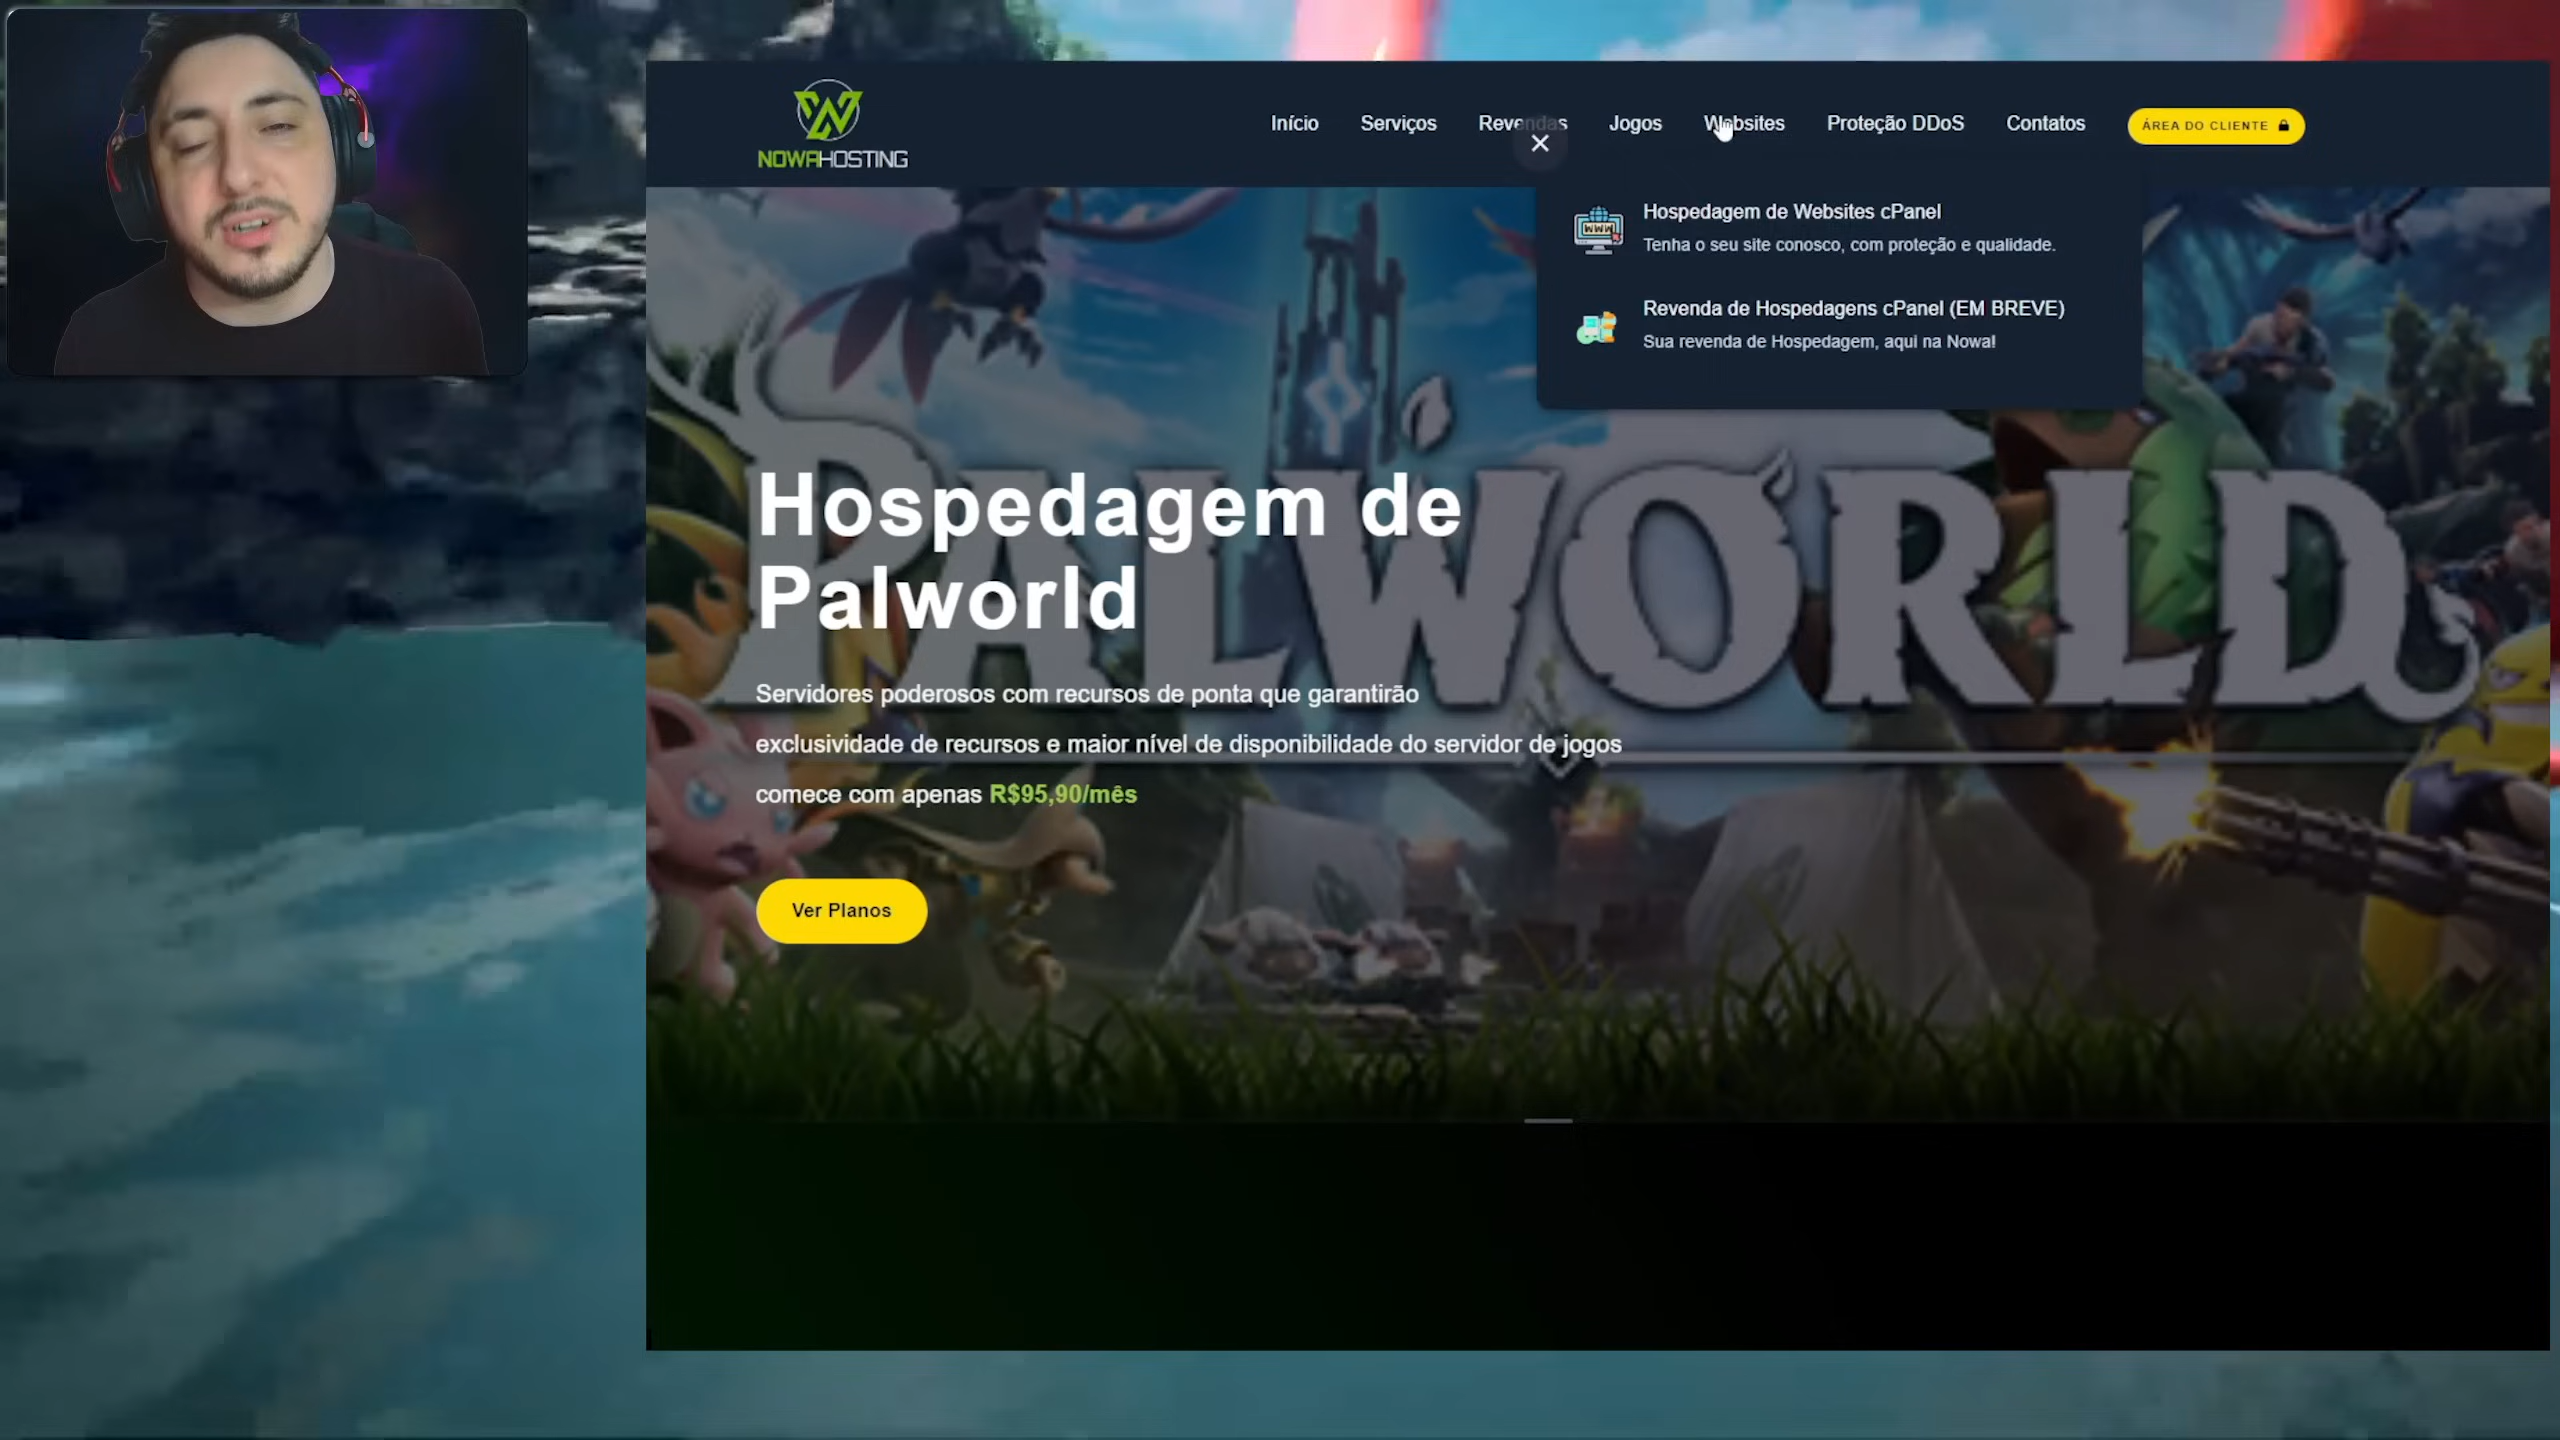 NOWAHOSTING
Início Serviços Revendas Jogos Websites Proteção DDoS Contatos ÁREA DO CLIENTE
Hospedagem de Websites cPanel
Tenha o seu site conosco, com proteção e qualidade.
Revenda de Hospedagens cPanel (EM BREVE)
Sua revenda de Hospedagem, aqui na Nowa!
PALWORLD
Hospedagem de
Palworld
Servidores poderosos com recursos de ponta que garantirão
exclusividade de recursos e maior nível de disponibilidade do servidor de jogos
comece com apenas R$95,90/mês
Ver Planos